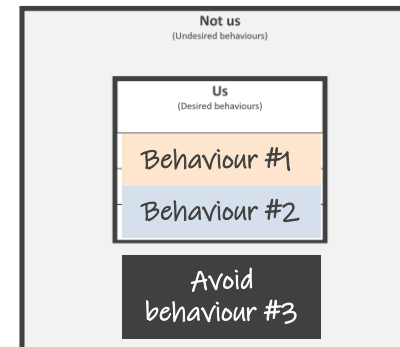 Not us
(Undesired behaviours)
Us
(Desired behaviours)
Behaviour #1
Behaviour #2
Avoid
behaviour #3